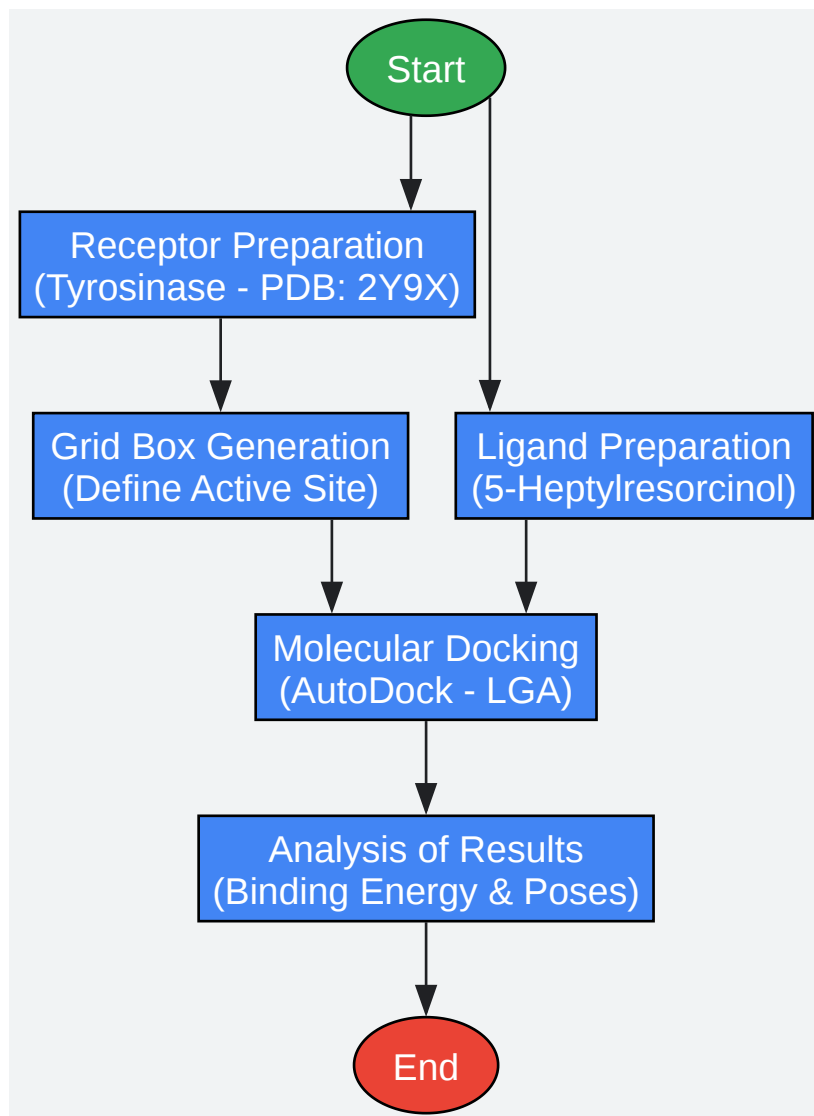 Start
Receptor Preparation
(Tyrosinase - PDB: 2Y9X)
Grid Box Generation
(Define Active Site)
Ligand Preparation
(5-Heptylresorcinol)
Molecular Docking
(AutoDock - LGA)
Analysis of Results
(Binding Energy & Poses)
End